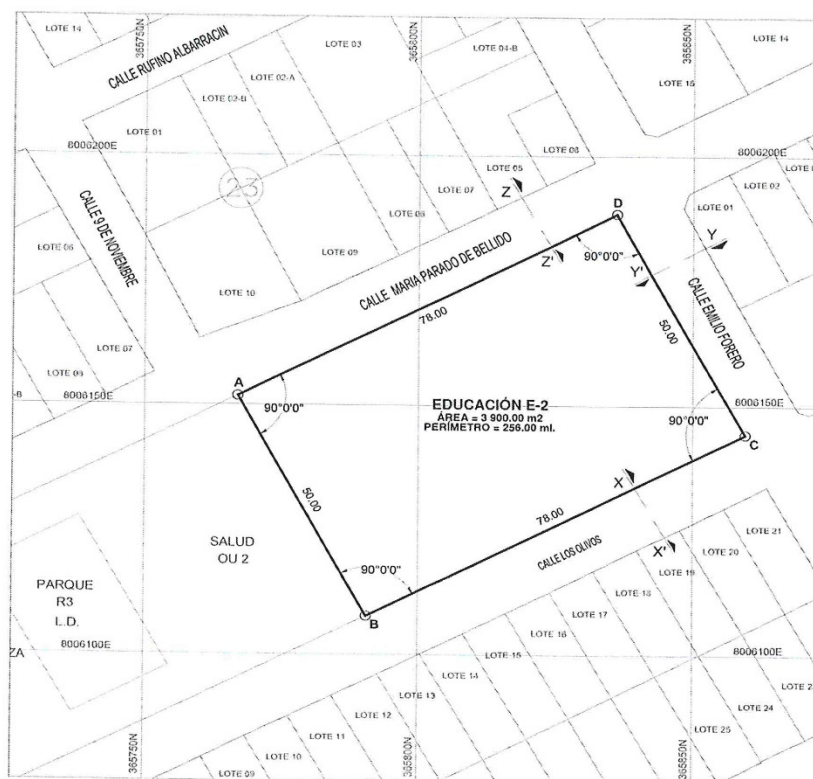 LOTE 14
365750N
CALLE RUFINO ALBARRACIN
LOTE 03
365800N
LOTE 04-B
365850N
LOTE 14
LOTE 15
LOTE 02-A
LOTE 02-B
LOTE 01
8006200E
8006200E
23
LOTE 05
LOTE 06
LOTE 07
LOTE 08
LOTE 09
LOTE 10
CALLE 9 DE NOVIEMBRE
LOTE 06
LOTE 07
LOTE 08
LOTE 02
LOTE 01
Z
Z'
D
Y
Y'
90°0'0"
CALLE MARIA PARADO DE BELLIDO
78.00
50.00
CALLE EMILIO FORERO
8006150E
8006150E
A
90°0'0"
EDUCACIÓN E-2
ÁREA = 3 900.00 m2
PERÍMETRO = 256.00 ml.
90°0'0"
C
50.00
X
78.00
X'
CALLE LOS OLIVOS
SALUD
OU 2
90°0'0"
B
PARQUE
R3
L.D.
ZA
8006100E
8006100E
LOTE 21
LOTE 20
LOTE 19
LOTE 18
LOTE 17
LOTE 16
LOTE 15
LOTE 14
LOTE 13
LOTE 12
LOTE 11
LOTE 10
LOTE 09
LOTE 24
LOTE 25
365750N
365800N
365850N